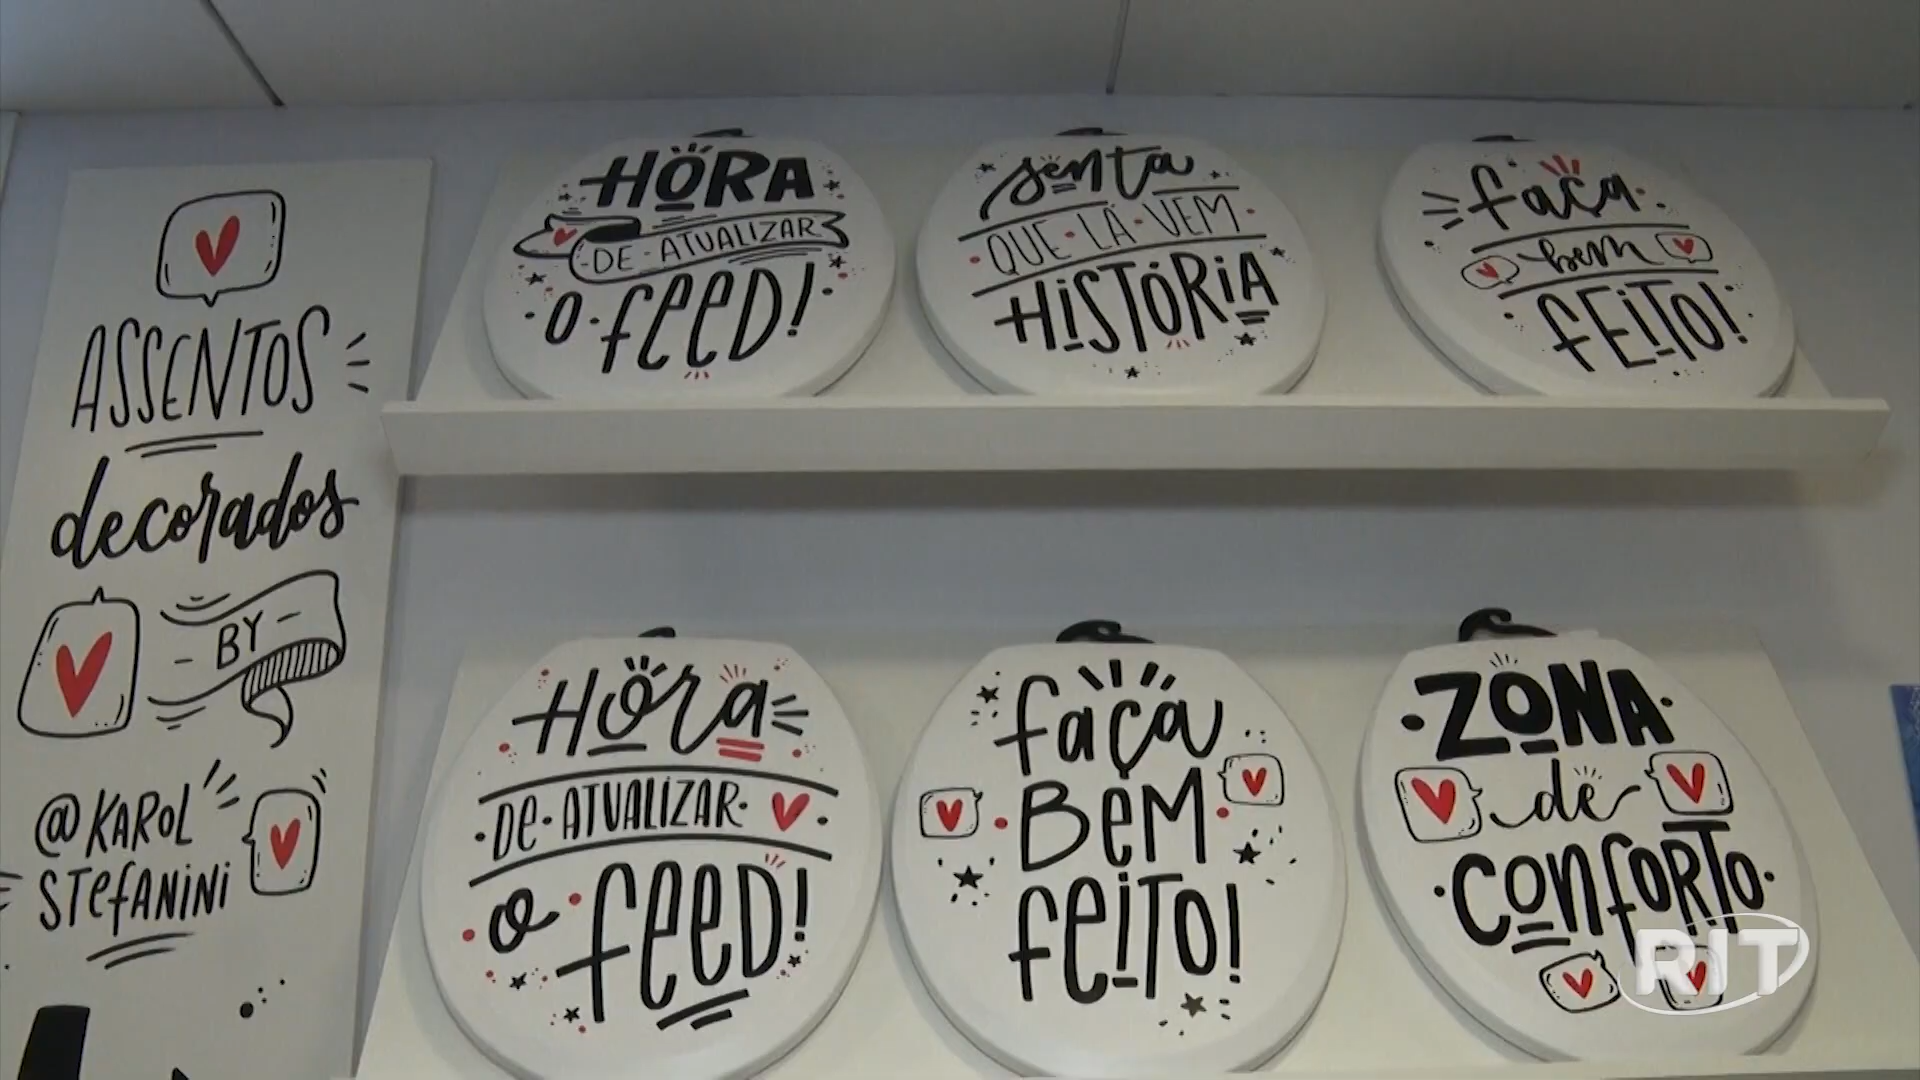 ASSENTOS
decorados
- BY -
@KAROL
STEFANINI
HORA
DE·ATUALIZAR
O·FEED!
senta
QUE·LÁ·VEM
HISTÓRIA
faça
bem
FEITO!
Hora
·DE·ATUALIZAR·
o FEED!
faça
BEM
FEITO!
ZONA
de
CONFORTO
RIT